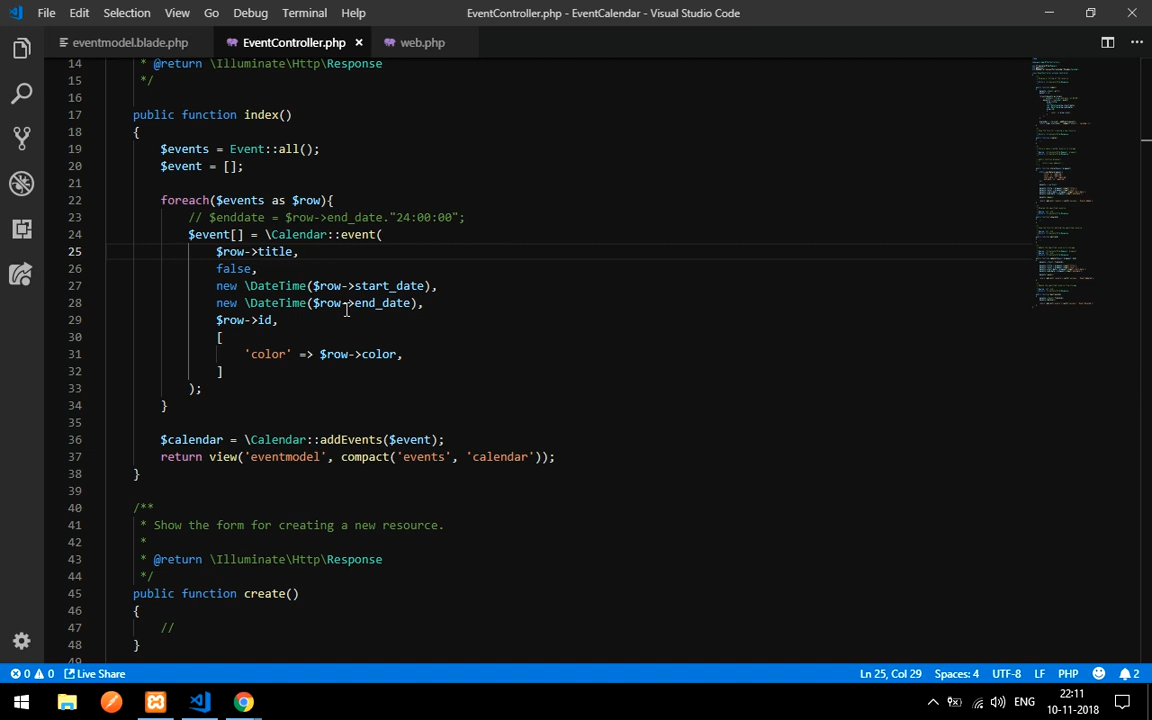 File Edit Selection View Go Debug Terminal Help EventController.php - EventCalendar - Visual Studio Code
eventmodel.blade.php EventController.php × web.php
14 * @return \Illuminate\Http\Response
15 */
16
17 public function index()
18 {
19 $events = Event::all();
20 $event = [];
21
22 foreach($events as $row){
23 // $enddate = $row->end_date."24:00:00";
24 $event[] = \Calendar::event(
25 $row->title,
26 false,
27 new \DateTime($row->start_date),
28 new \DateTime($row->end_date),
29 $row->id,
30 [
31 'color' => $row->color,
32 ]
33 );
34 }
35
36 $calendar = \Calendar::addEvents($event);
37 return view('eventmodel', compact('events', 'calendar'));
38 }
39
40 /**
41 * Show the form for creating a new resource.
42 *
43 * @return \Illuminate\Http\Response
44 */
45 public function create()
46 {
47 //
48 }
49
0 0 Live Share Ln 25, Col 29 Spaces: 4 UTF-8 LF PHP 2
ENG 22:11
10-11-2018